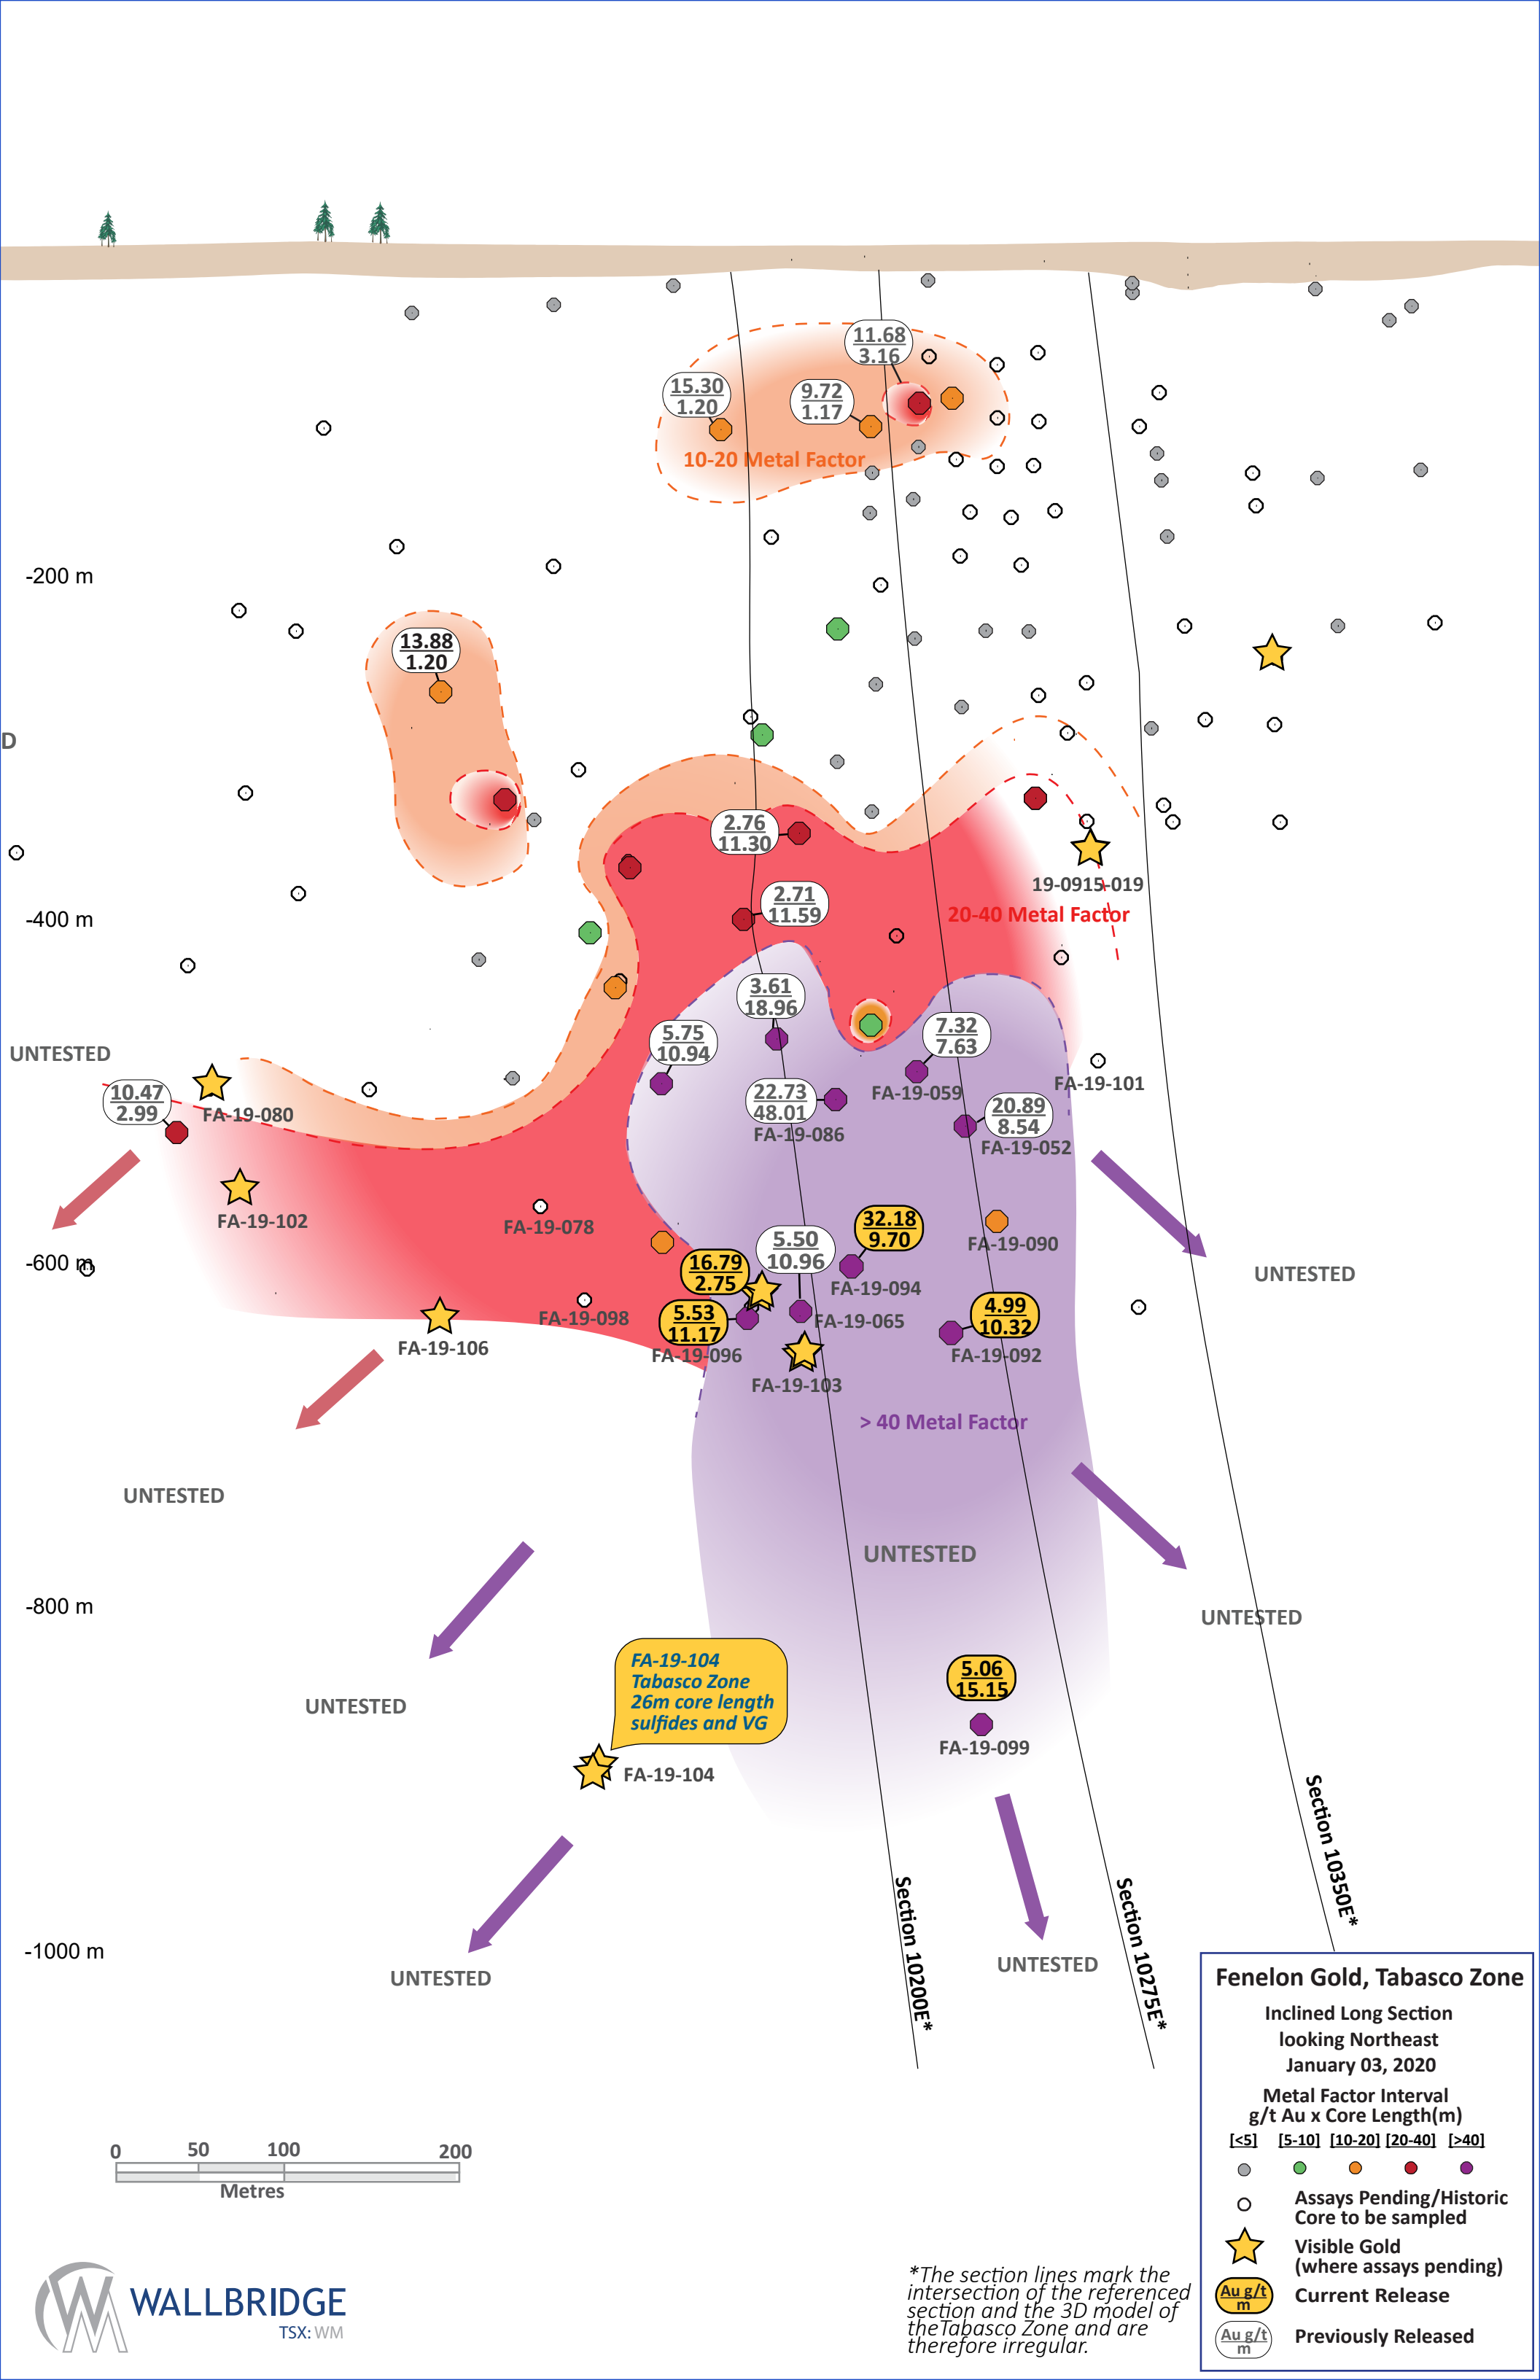 11.68
3.16
15.30
1.20
9.72
1.17
10-20 Metal Factor
-200 m
13.88
1.20
D
2.76
11.30
19-0915-019
2.71
11.59
20-40 Metal Factor
-400 m
3.61
18.96
5.75
10.94
7.32
7.63
UNTESTED
FA-19-059
FA-19-101
10.47
2.99
FA-19-080
22.73
48.01
20.89
8.54
FA-19-086
FA-19-052
FA-19-102
FA-19-078
32.18
9.70
5.50
10.96
FA-19-090
-600 m
UNTESTED
16.79
2.75
FA-19-094
FA-19-098
5.53
11.17
FA-19-065
4.99
10.32
FA-19-106
FA-19-096
FA-19-092
FA-19-103
> 40 Metal Factor
UNTESTED
UNTESTED
-800 m
UNTESTED
FA-19-104
Tabasco Zone
26m core length
sulfides and VG
5.06
15.15
UNTESTED
FA-19-099
FA-19-104
Section 10200E*
Section 10275E*
Section 10350E*
-1000 m
UNTESTED
UNTESTED
Fenelon Gold, Tabasco Zone
Inclined Long Section
looking Northeast
January 03, 2020
Metal Factor Interval
g/t Au x Core Length(m)
[<5] [5-10] [10-20] [20-40] [>40]
Assays Pending/Historic
Core to be sampled
Visible Gold
(where assays pending)
Au g/t
m
Current Release
Au g/t
m
Previously Released
0 50 100 200
Metres
*The section lines mark the
intersection of the referenced
section and the 3D model of
theTabasco Zone and are
therefore irregular.
WALLBRIDGE
TSX: WM